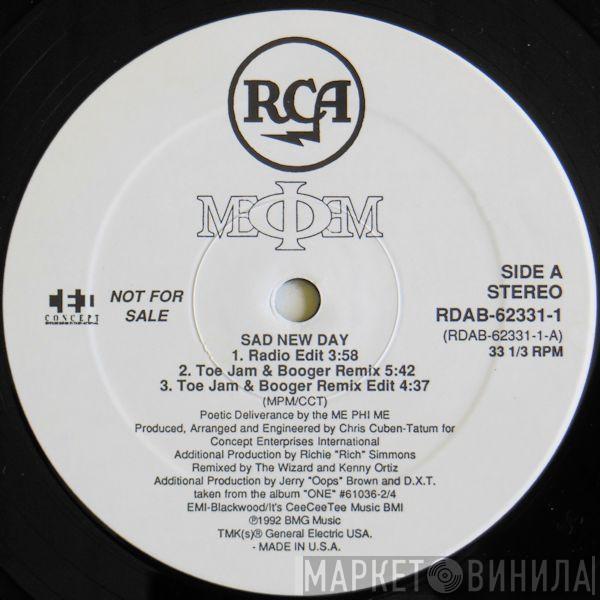 RCA
MEΦEM
CONCEPT
NOT FOR
SALE
SIDE A
STEREO
RDAB-62331-1
(RDAB-62331-1-A)
33 1/3 RPM
SAD NEW DAY
1. Radio Edit 3:58
2. Toe Jam & Booger Remix 5:42
3. Toe Jam & Booger Remix Edit 4:37
(MPM/CCT)
Poetic Deliverance by the ME PHI ME
Produced, Arranged and Engineered by Chris Cuben-Tatum for
Concept Enterprises International
Additional Production by Richie "Rich" Simmons
Remixed by The Wizard and Kenny Ortiz
Additional Production by Jerry "Oops" Brown and D.X.T.
taken from the album "ONE" #61036-2/4
EMI-Blackwood/It's CeeCeeTee Music BMI
℗1992 BMG Music
TMK(s)® General Electric USA.
- MADE IN U.S.A.
МАРКЕТ ВИНИЛА